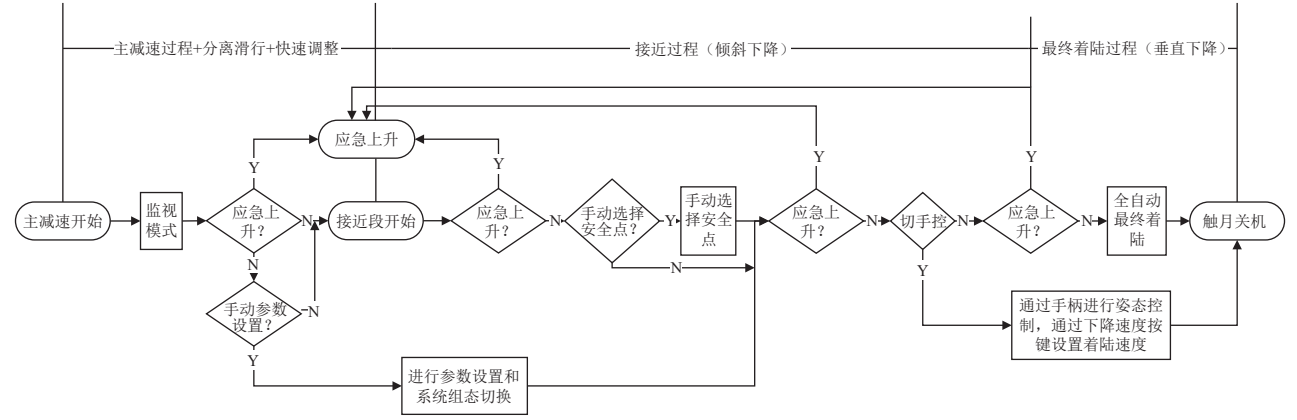 主减速过程+分离滑行+快速调整
接近过程（倾斜下降）
最终着陆过程（垂直下降）
应急上升
Y
Y
Y
Y
主减速开始
监视
模式
应急上
升？
N
接近段开始
应急上
升？
N
手动选择
安全点？
Y
手动选
择安全
点
应急上
升？
N
切手控
N
应急上
升？
N
全自动
最终着
陆
触月关机
N
N
Y
手动参数
设置？
N
通过手柄进行姿态控
制，通过下降速度按
键设置着陆速度
Y
进行参数设置和
系统组态切换